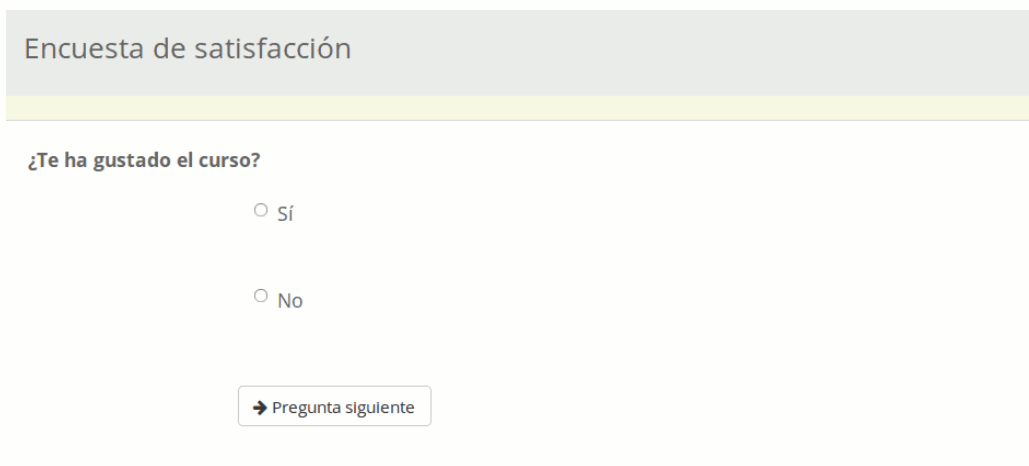 Encuesta de satisfacción
¿Te ha gustado el curso?
Sí
No
Pregunta siguiente